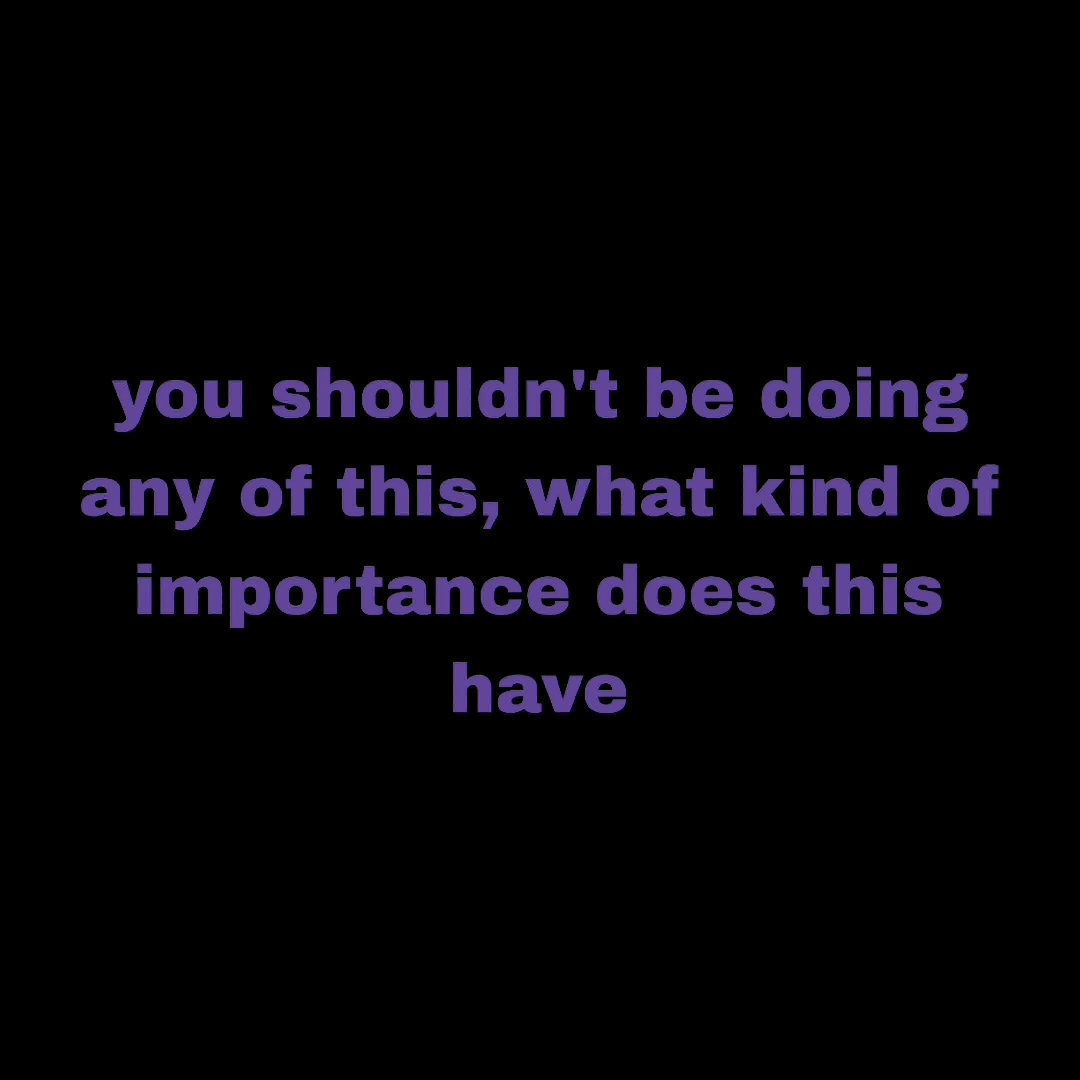 you shouldn't be doing
any of this, what kind of
importance does this
have